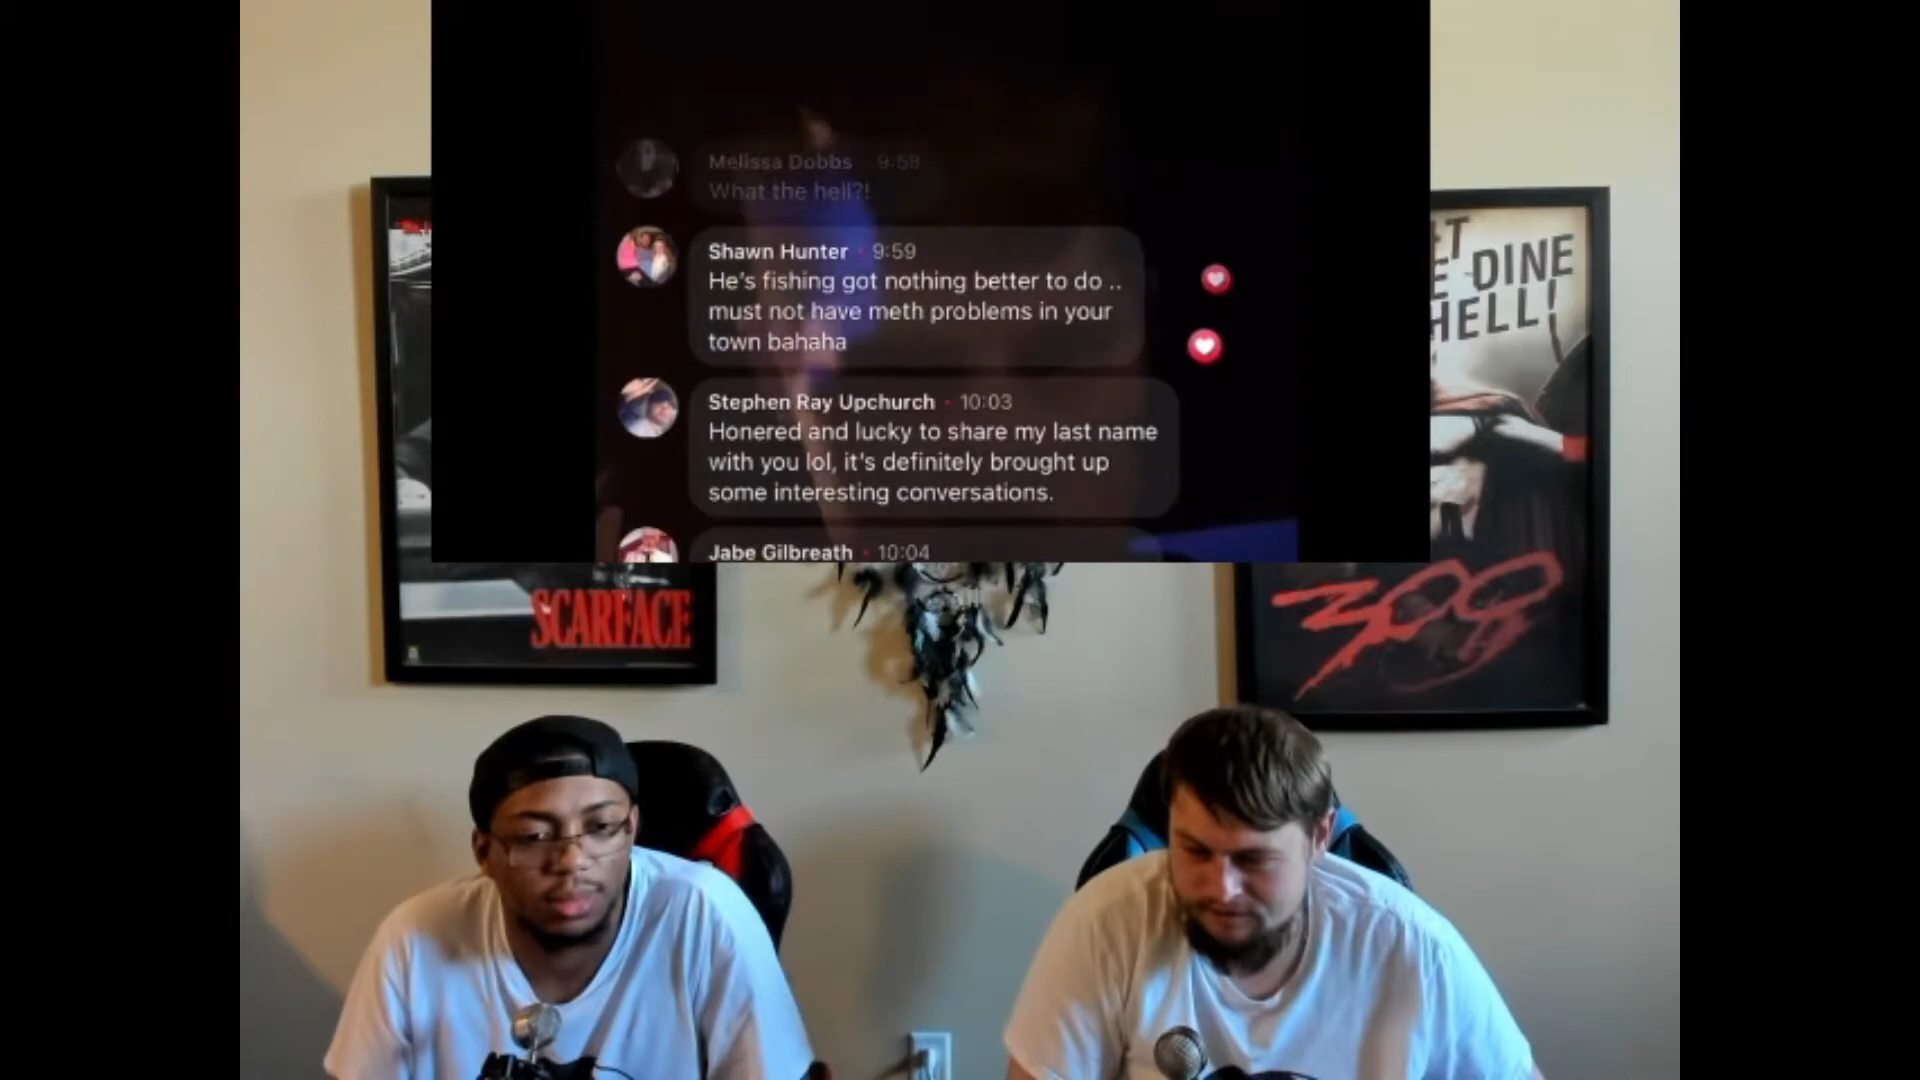 Melissa Dobbs · 9:59
What the hell?!
Shawn Hunter · 9:59
He's fishing got nothing better to do ..
must not have meth problems in your
town bahaha
Stephen Ray Upchurch · 10:03
Honered and lucky to share my last name
with you lol, it's definitely brought up
some interesting conversations.
Jabe Gilbreath · 10:04
DINE
HELL!
SCARFACE
300